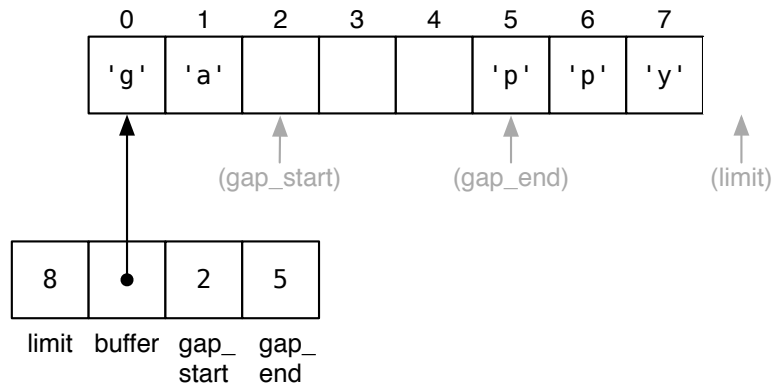 0 1 2 3 4 5 6 7
'g' 'a' 'p' 'p' 'y'
(gap_start) (gap_end) (limit)
8 2 5
limit buffer gap_ gap_
start end